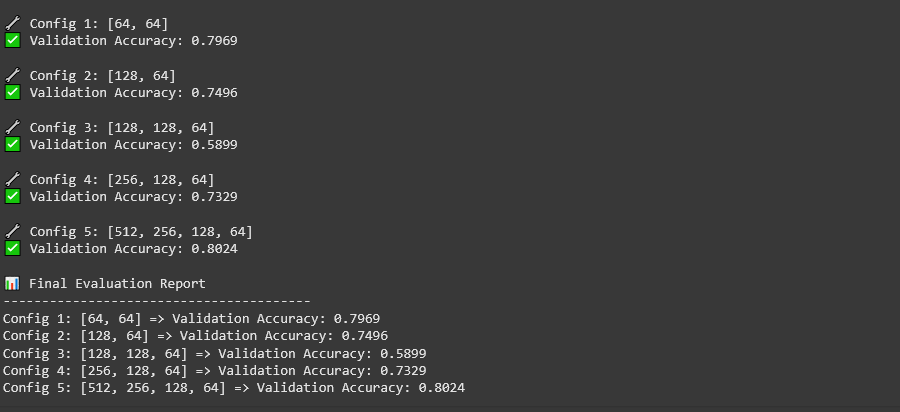 🔧 Config 1: [64, 64]
✅ Validation Accuracy: 0.7969
🔧 Config 2: [128, 64]
✅ Validation Accuracy: 0.7496
🔧 Config 3: [128, 128, 64]
✅ Validation Accuracy: 0.5899
🔧 Config 4: [256, 128, 64]
✅ Validation Accuracy: 0.7329
🔧 Config 5: [512, 256, 128, 64]
✅ Validation Accuracy: 0.8024
📊 Final Evaluation Report
----------------------------------------
Config 1: [64, 64] => Validation Accuracy: 0.7969
Config 2: [128, 64] => Validation Accuracy: 0.7496
Config 3: [128, 128, 64] => Validation Accuracy: 0.5899
Config 4: [256, 128, 64] => Validation Accuracy: 0.7329
Config 5: [512, 256, 128, 64] => Validation Accuracy: 0.8024